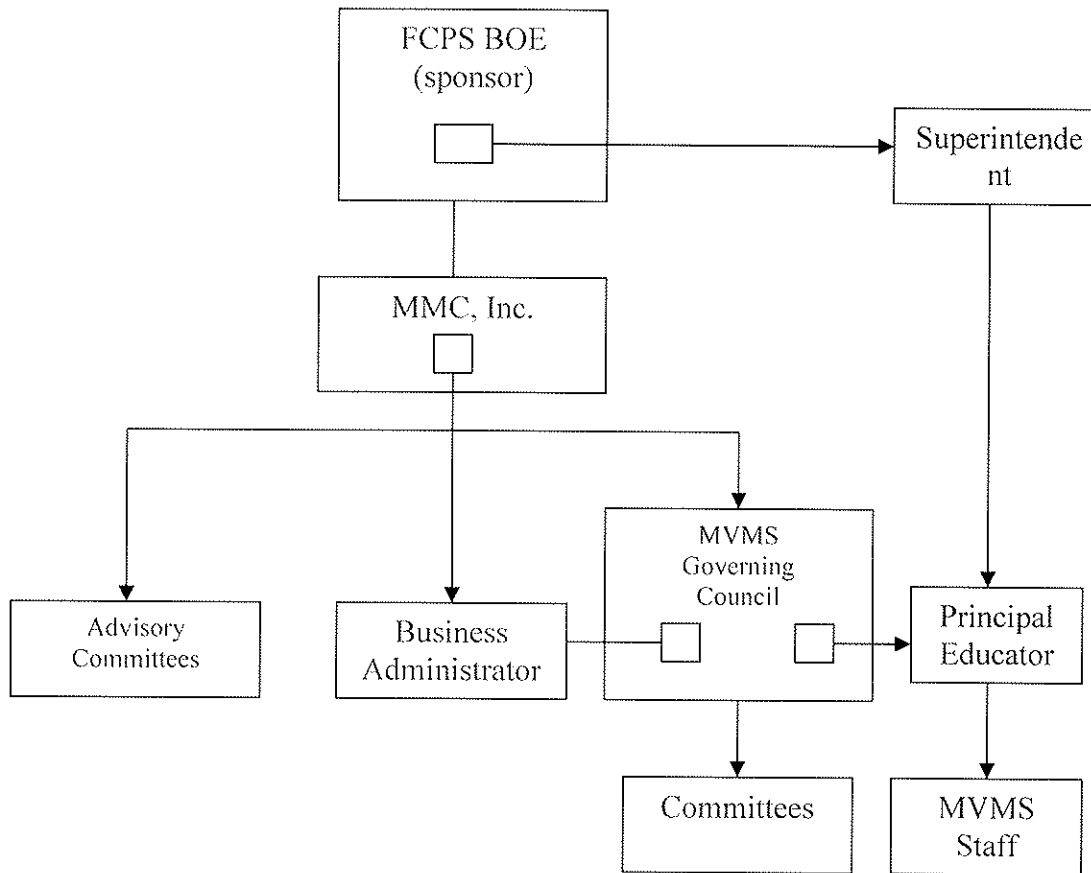 FCPS BOE
(sponsor)
Superintende
nt
MMC, Inc.
MVMS
Governing
Council
Advisory
Committees
Business
Administrator
Principal
Educator
Committees
MVMS
Staff